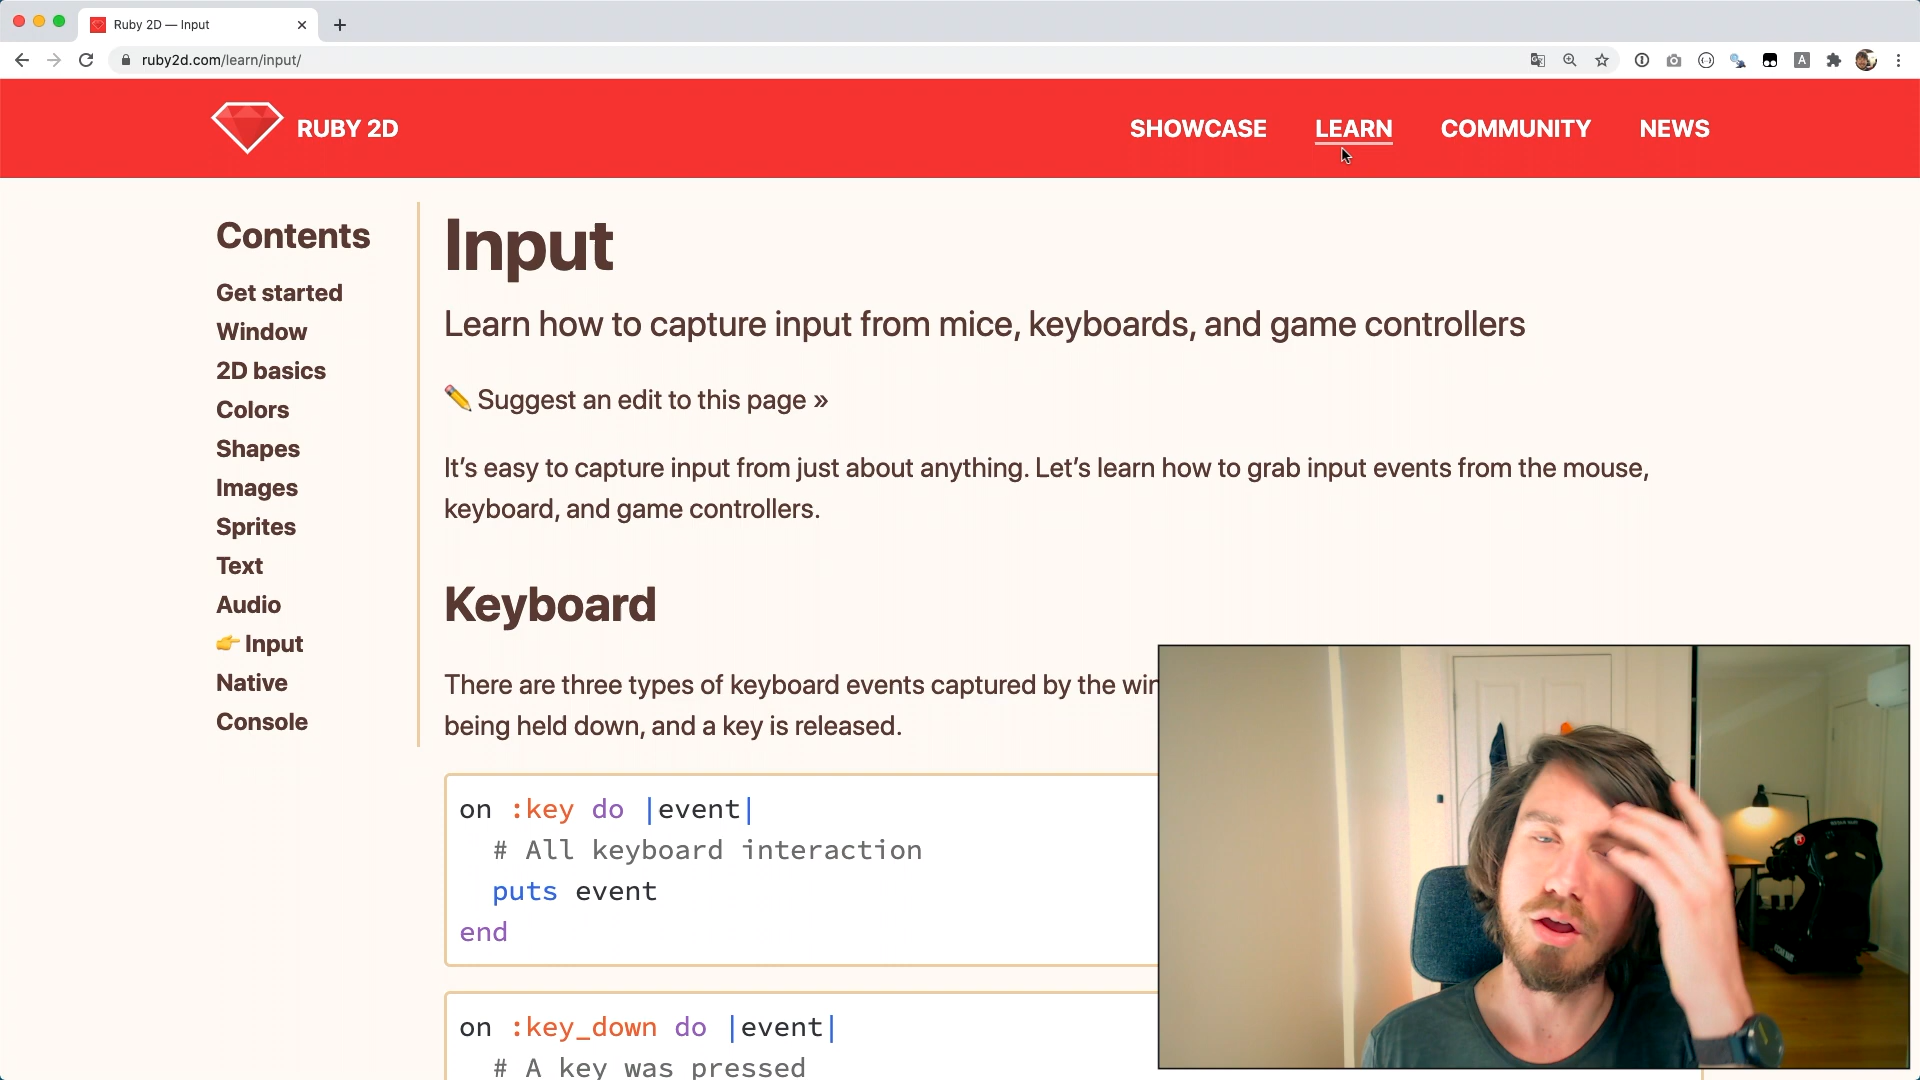 Ruby 2D — Input
ruby2d.com/learn/input/
RUBY 2D
SHOWCASE
LEARN
COMMUNITY
NEWS
Contents
Get started
Window
2D basics
Colors
Shapes
Images
Sprites
Text
Audio
👉 Input
Native
Console
Input
Learn how to capture input from mice, keyboards, and game controllers
✏️ Suggest an edit to this page »
It’s easy to capture input from just about anything. Let’s learn how to grab input events from the mouse,
keyboard, and game controllers.
Keyboard
There are three types of keyboard events captured by the
being held down, and a key is released.
on :key do |event|
# All keyboard interaction
puts event
end
on :key_down do |event|
# A key was pressed